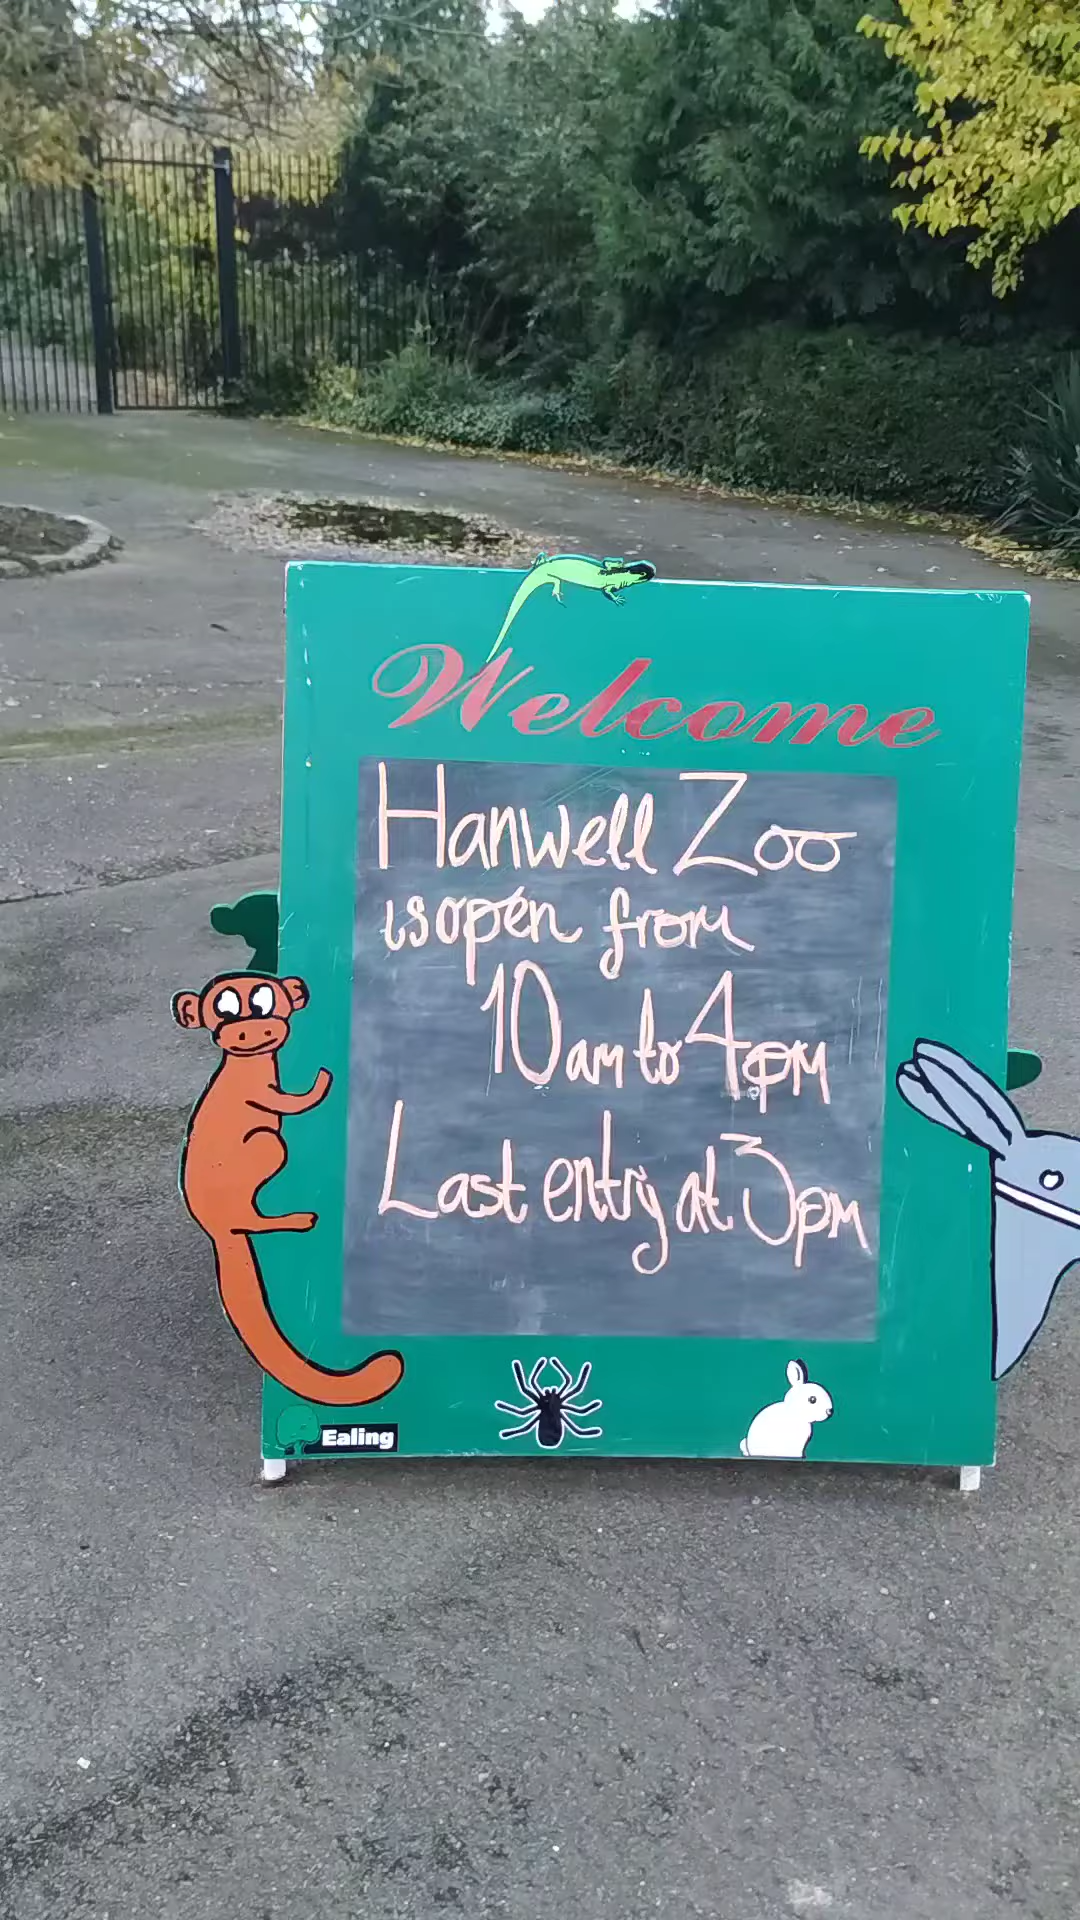 Welcome
Hanwell Zoo
is open from
10am to 4pm
Last entry at 3pm
Ealing